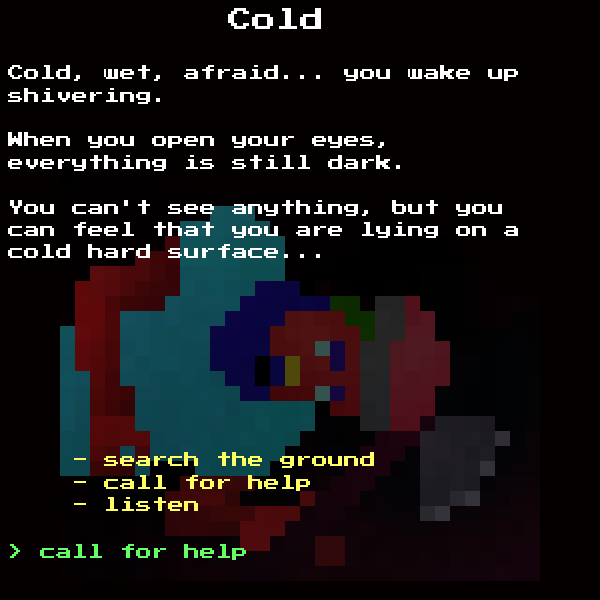 Cold
Cold, wet, afraid... you wake up
shivering.
When you open your eyes,
everything is still dark.
You can't see anything, but you
can feel that you are lying on a
cold hard surface...
- search the ground
- call for help
- listen
> call for help